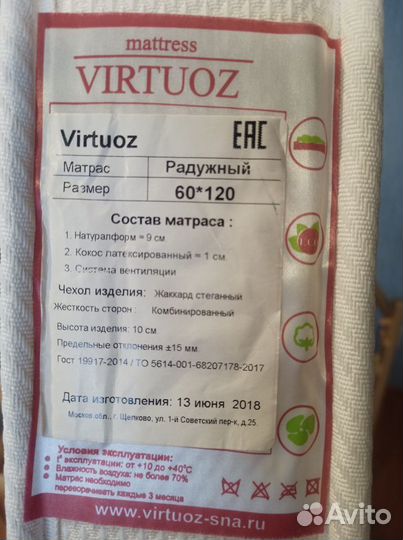 mattress
VIRTUOZ
Virtuoz EAC
Матрас Радужный
Размер 60*120
Состав матраса :
1. Натуралформ = 9 см
2. Кокос латексированный = 1 см
3. Система вентиляции
Чехол изделия: Жаккард стеганный
Жесткость сторон: Комбинированный
Высота изделия: 10 см
Предельные отклонения ±15 мм
Гост 19917-2014 / ТО 5614-001-68207178-2017
Дата изготовления: 13 июня 2018
Москов.обл., г. Щелково, ул. 1-й Советский пер-к, д.25.
Условия эксплуатации:
• t° эксплуатации: от +10 до +40°С
• Влажность воздуха: не более 70%
• Матрас необходимо
переворачивать каждые 3 месяца
www.virtuoz-sna.ru
ECO
Avito